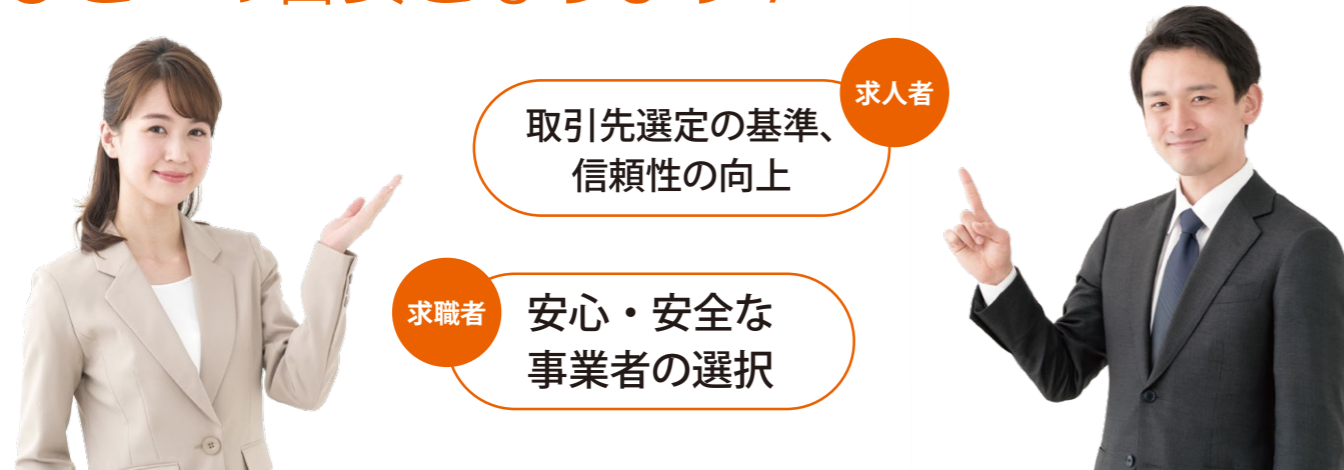 求人者
取引先選定の基準、
信頼性の向上
求職者
安心・安全な
事業者の選択